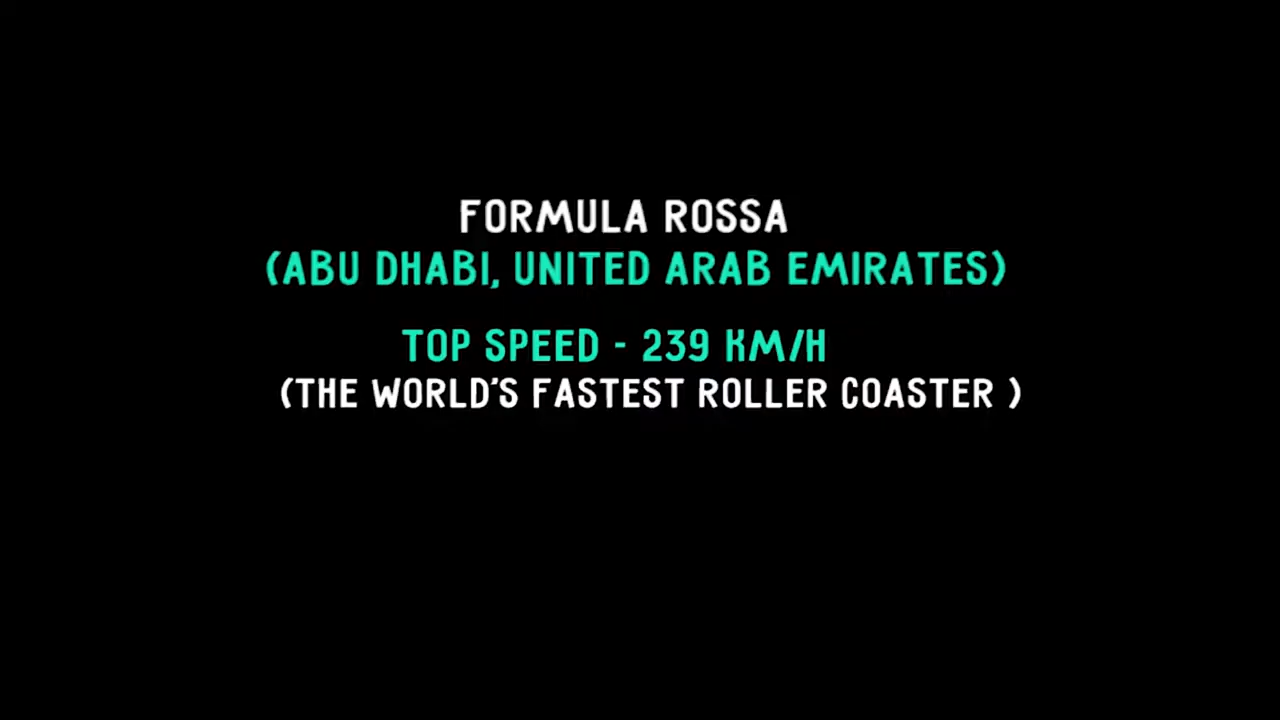 FORMULA ROSSA
(ABU DHABI, UNITED ARAB EMIRATES)
TOP SPEED - 239 KM/H
(THE WORLD'S FASTEST ROLLER COASTER )